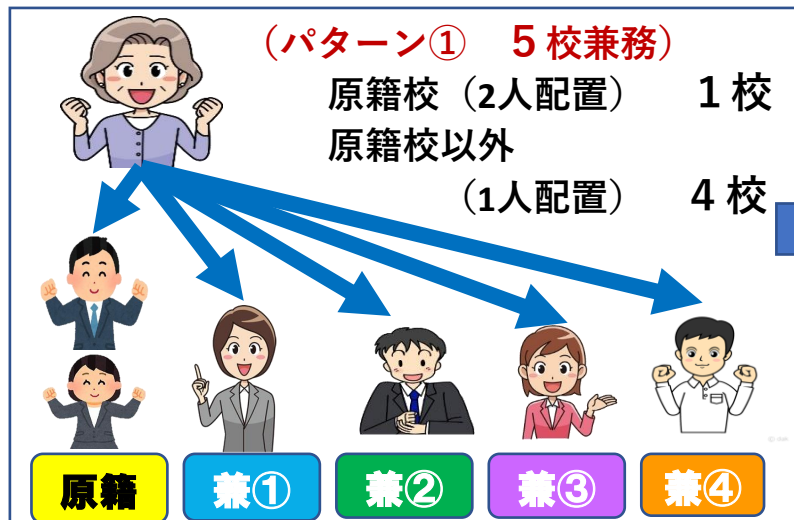 （パターン①　５校兼務）
原籍校（2人配置）　１校
原籍校以外
（1人配置）　４校
原籍
兼①
兼②
兼③
兼④